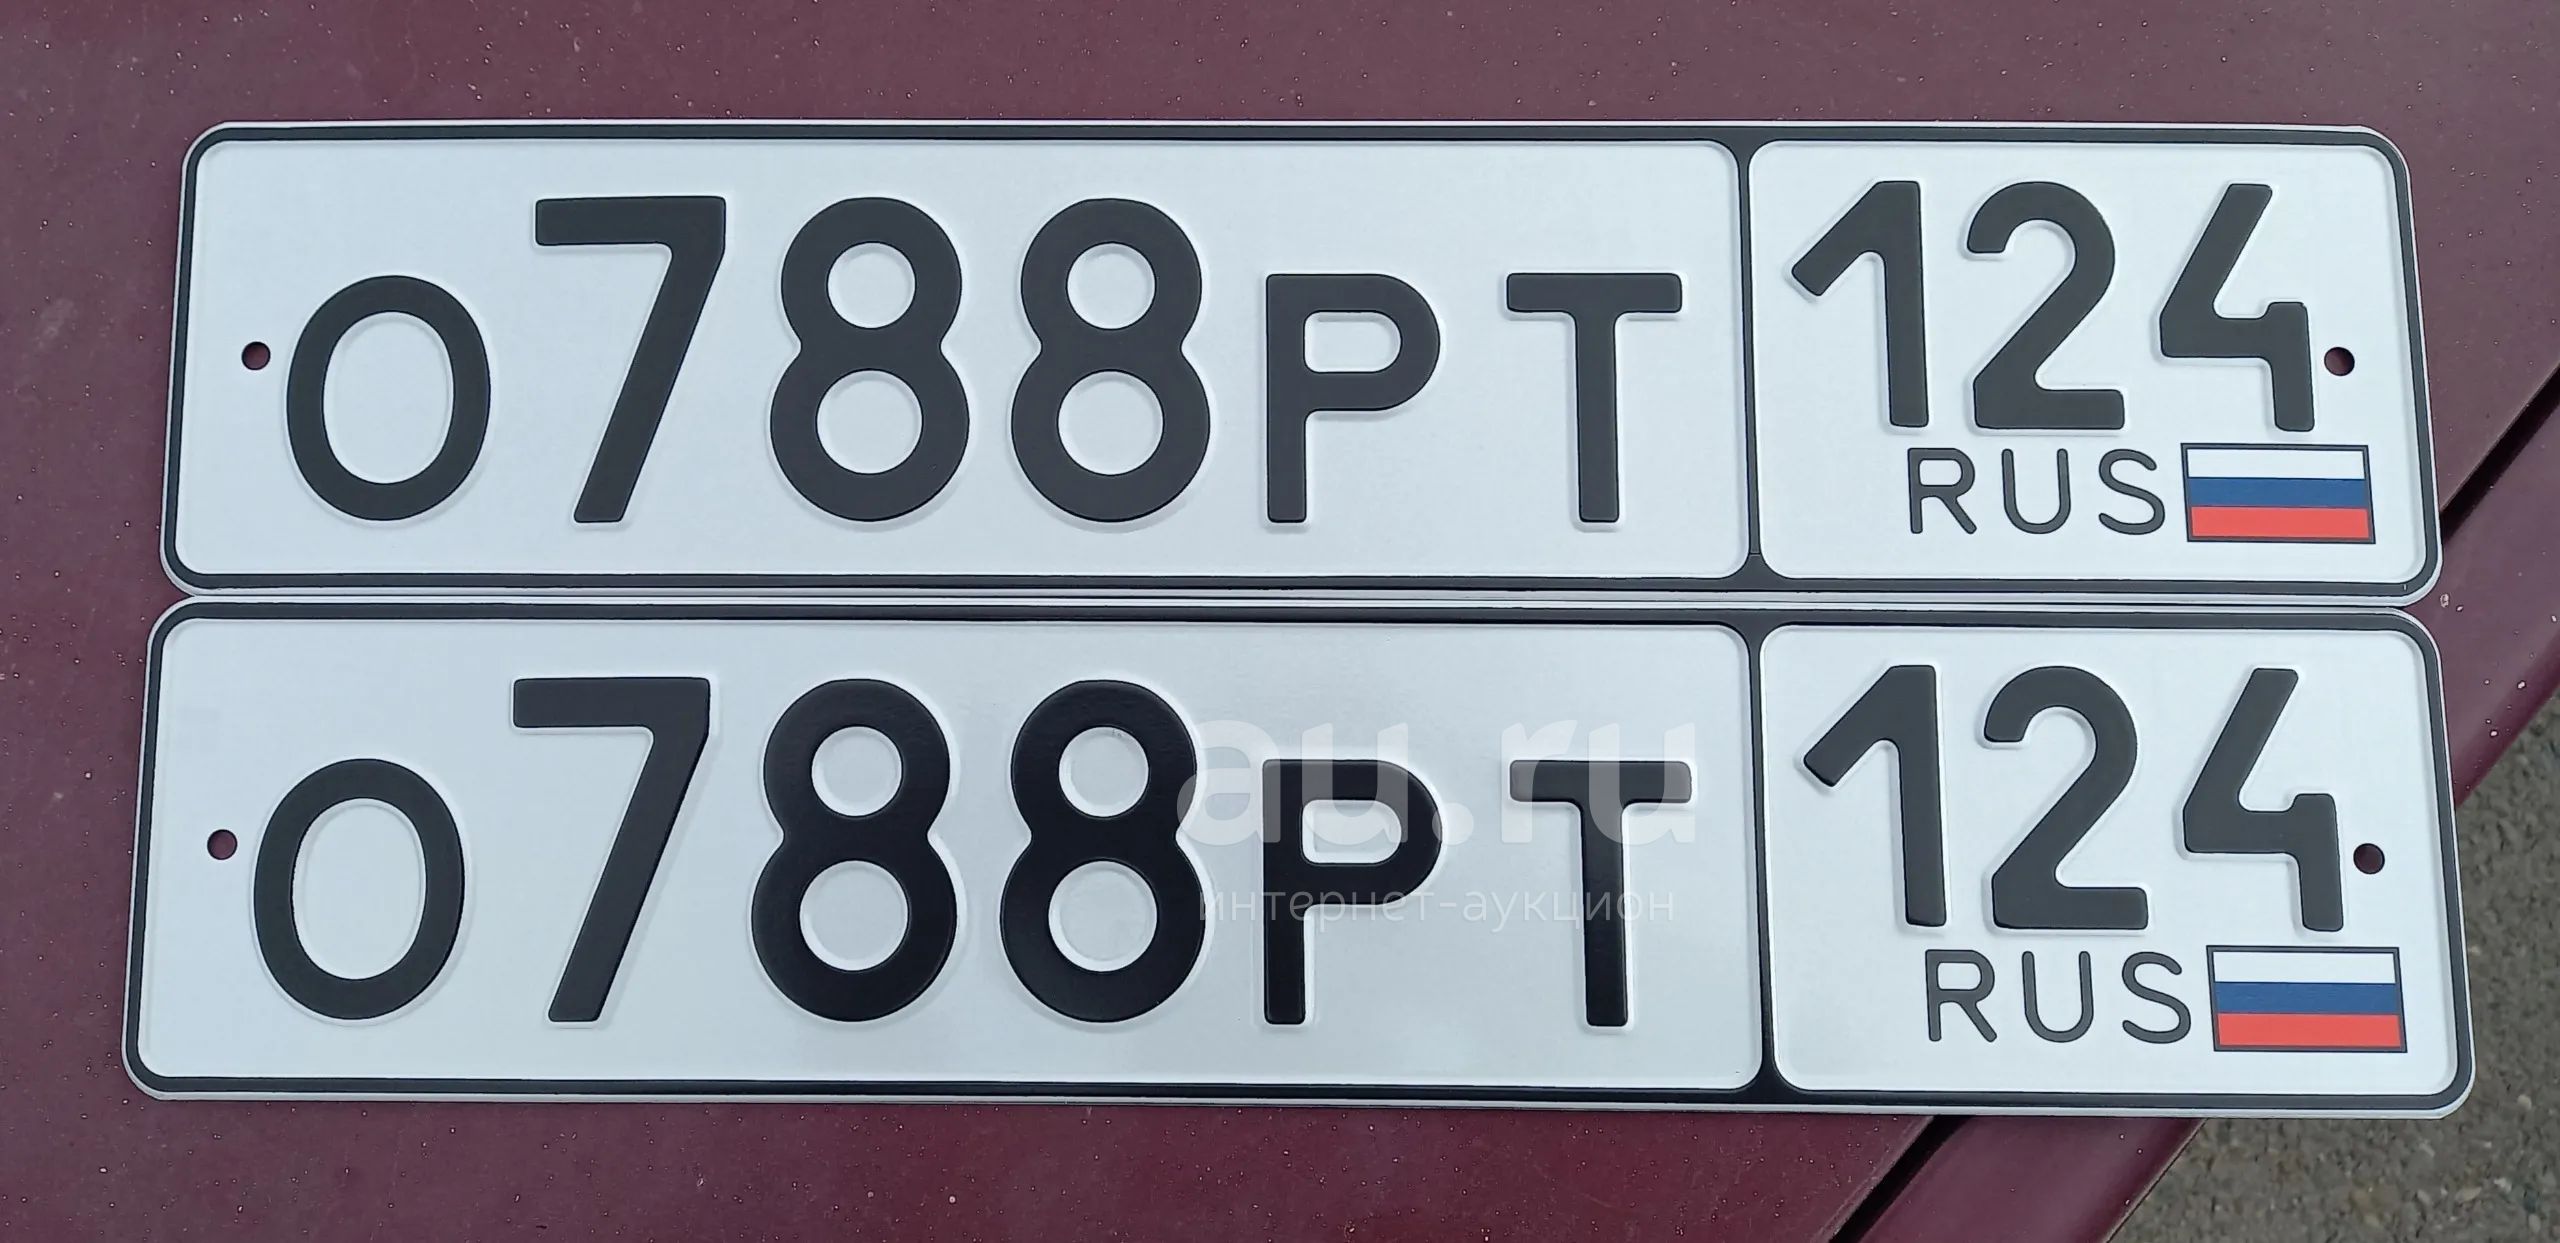 О788РТ 124
RUS
О788РТ 124
RUS
au.ru
интернет-аукцион